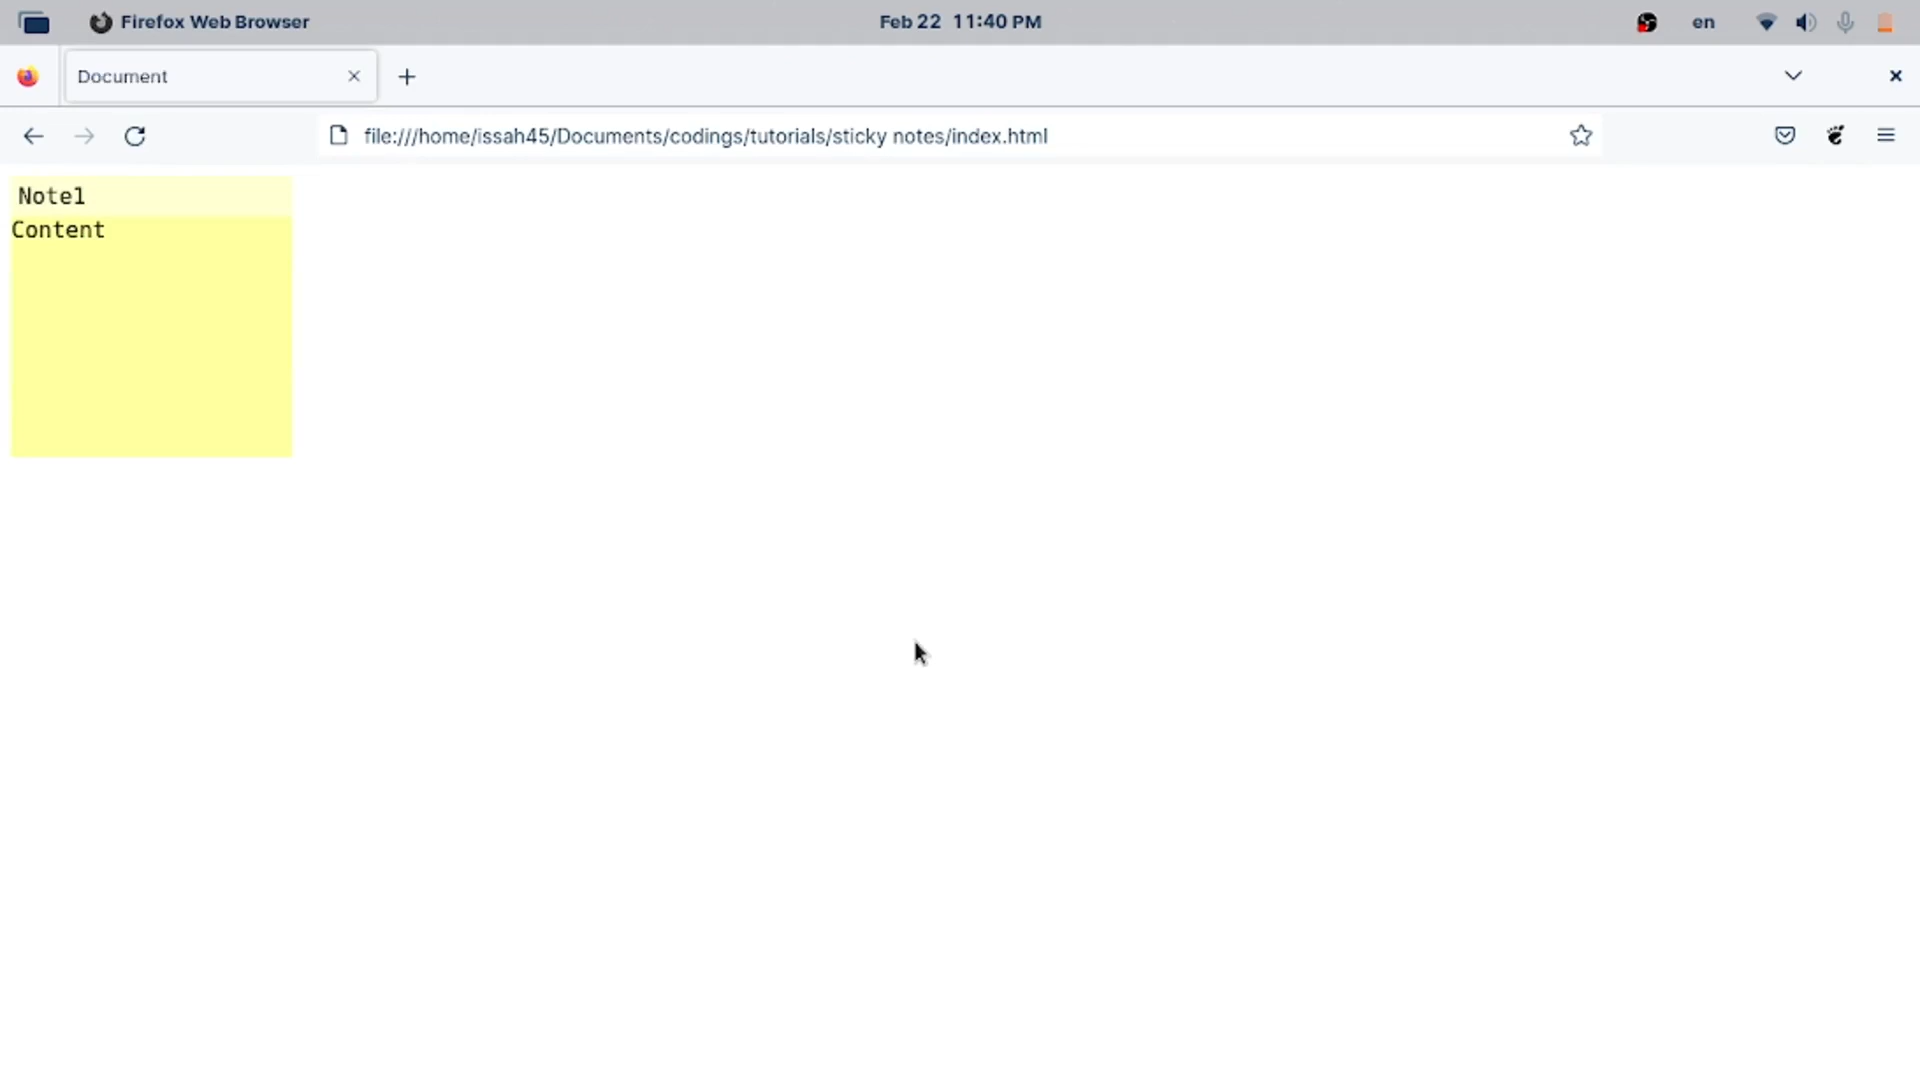 Firefox Web Browser Feb 22 11:40 PM en
Document
file:///home/issah45/Documents/codings/tutorials/sticky notes/index.html
Note1
Content